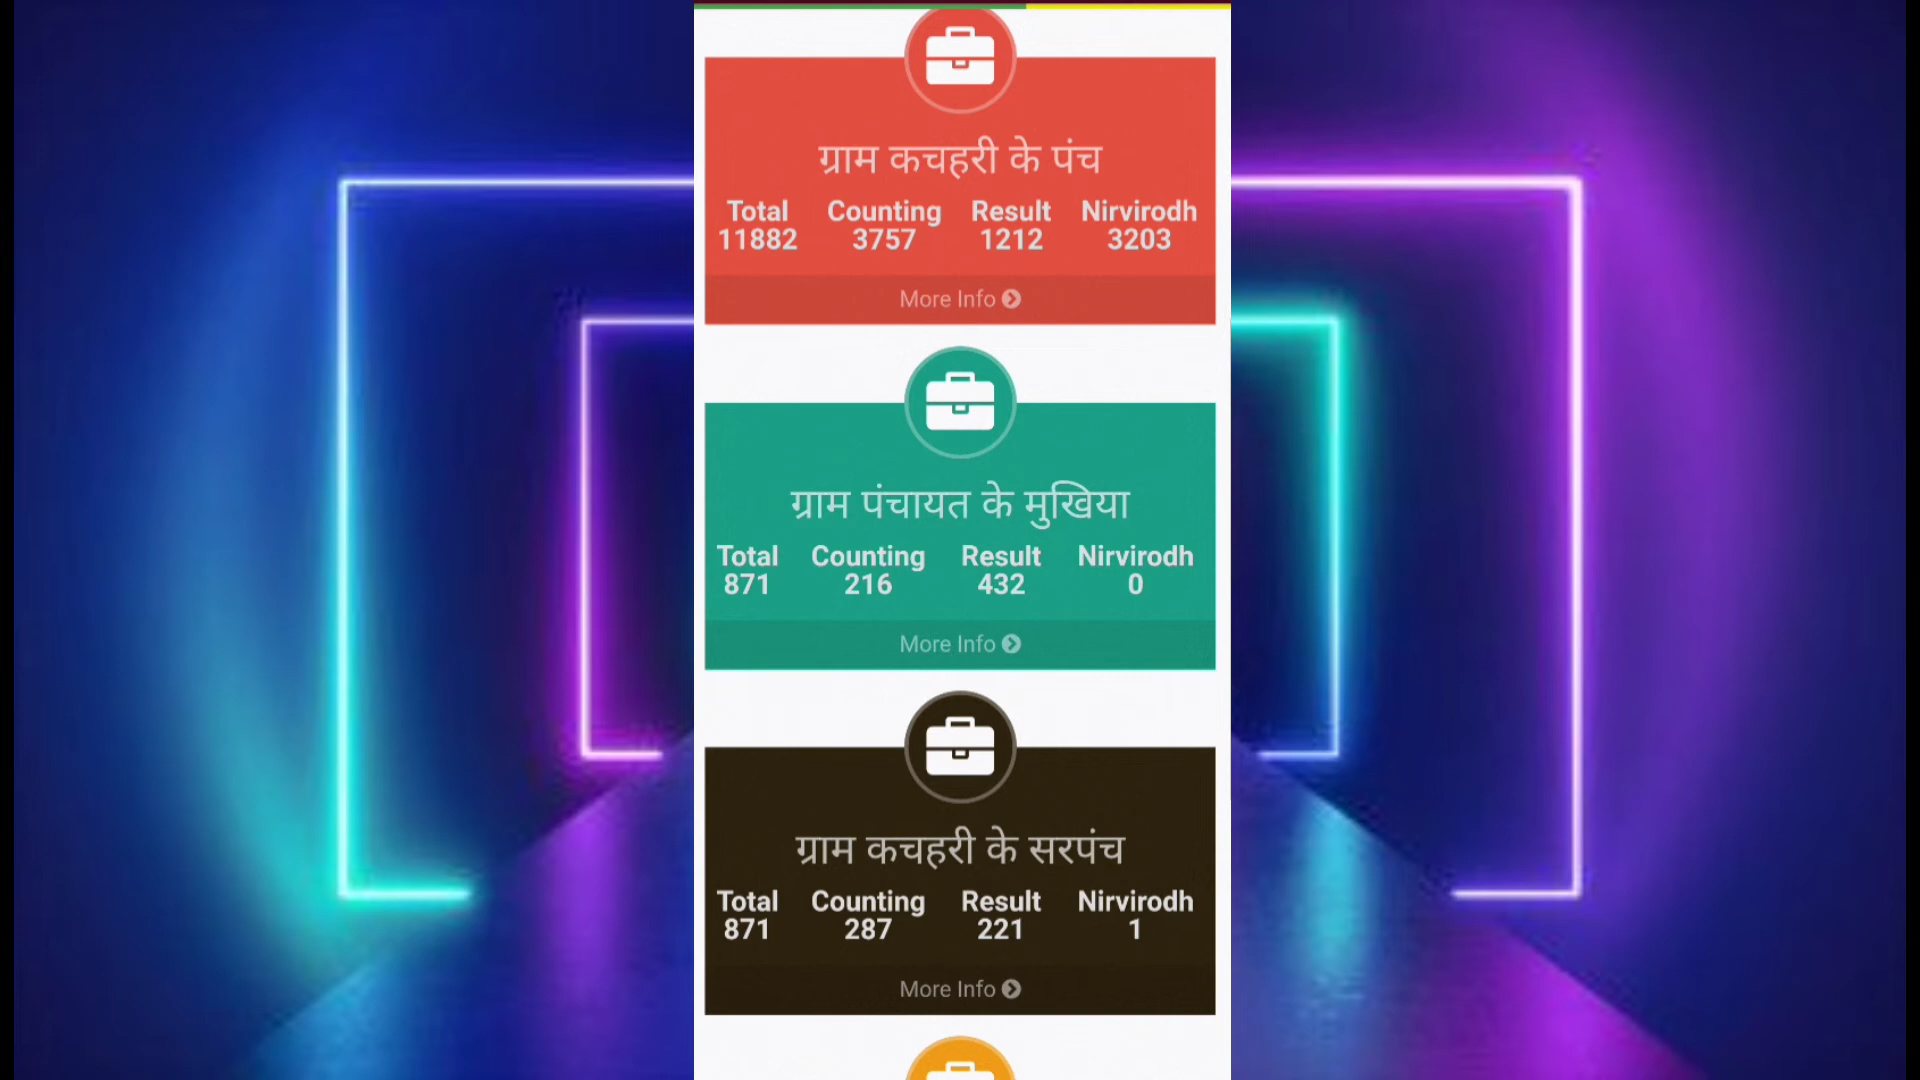 ग्राम कचहरी के पंच
Total Counting Result Nirvirodh
11882 3757 1212 3203
More Info
ग्राम पंचायत के मुखिया
Total Counting Result Nirvirodh
871 216 432 0
More Info
ग्राम कचहरी के सरपंच
Total Counting Result Nirvirodh
871 287 221 1
More Info